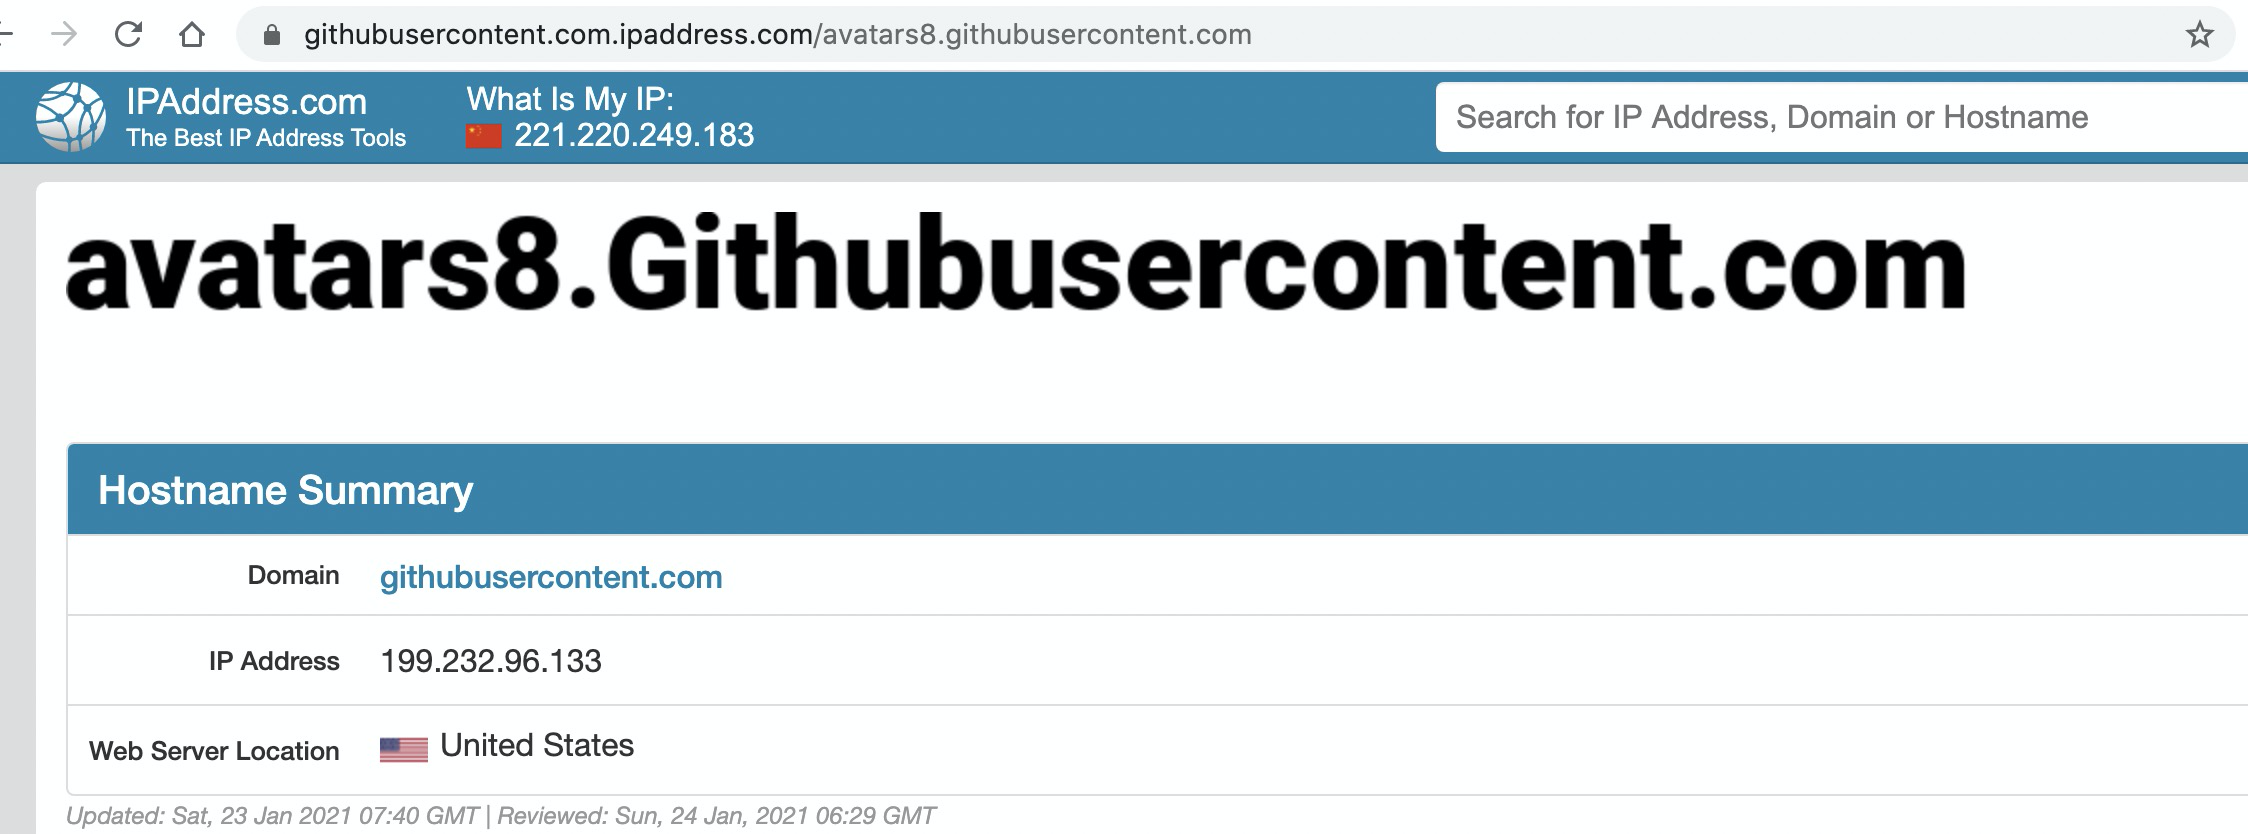 githubusercontent.com.ipaddress.com/avatars8.githubusercontent.com
IPAddress.com
The Best IP Address Tools
What Is My IP:
221.220.249.183
Search for IP Address, Domain or Hostname
avatars8.Githubusercontent.com
Hostname Summary
Domain githubusercontent.com
IP Address 199.232.96.133
Web Server Location United States
Updated: Sat, 23 Jan 2021 07:40 GMT | Reviewed: Sun, 24 Jan, 2021 06:29 GMT